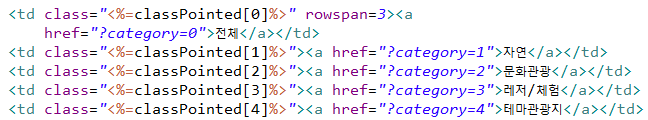 <td class="<%=classPointed[0]%>" rowspan=3><a
href="?category=0">전체</a></td>
<td class="<%=classPointed[1]%>"><a href="?category=1">자연</a></td>
<td class="<%=classPointed[2]%>"><a href="?category=2">문화관광</a></td>
<td class="<%=classPointed[3]%>"><a href="?category=3">레저/체험</a></td>
<td class="<%=classPointed[4]%>"><a href="?category=4">테마관광지</a></td>